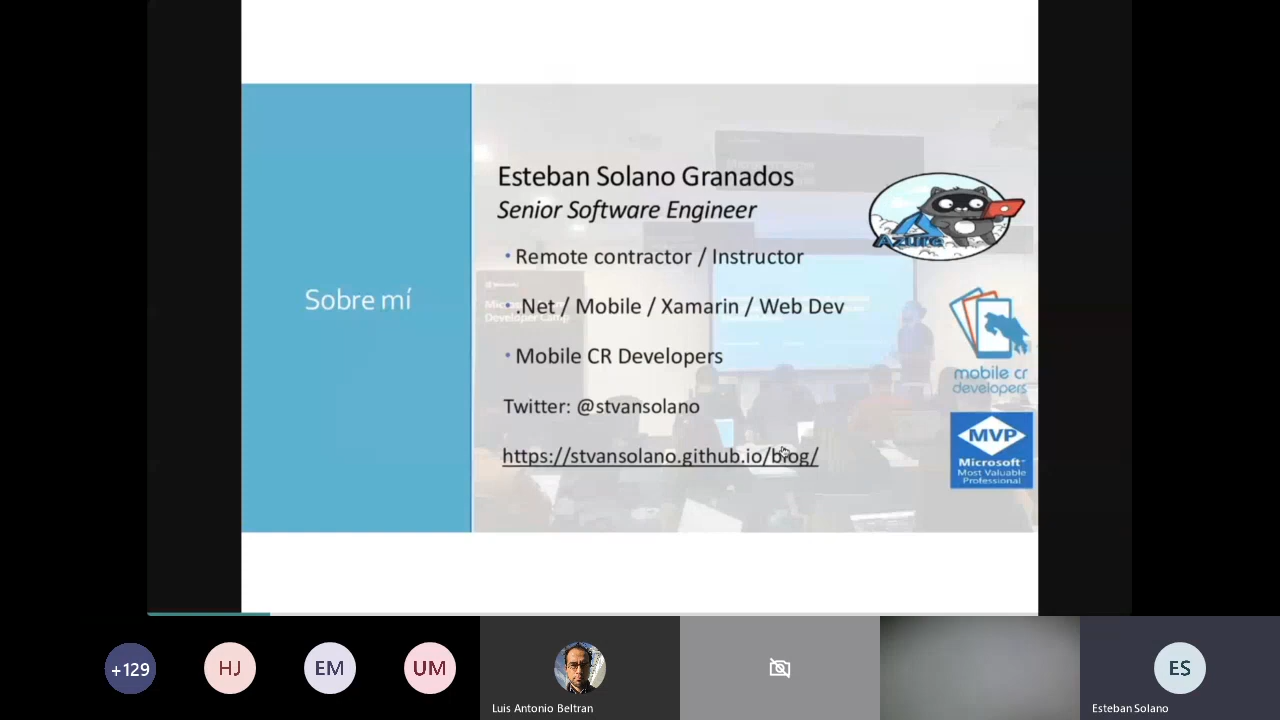 Sobre mí
Esteban Solano Granados
Senior Software Engineer
• Remote contractor / Instructor
• .Net / Mobile / Xamarin / Web Dev
• Mobile CR Developers
Twitter: @stvansolano
https://stvansolano.github.io/blog/
Azure
mobile cr
developers
MVP
Microsoft
Most Valuable
Professional
Developer Camp
+129
HJ
EM
UM
Luis Antonio Beltran
ES
Esteban Solano